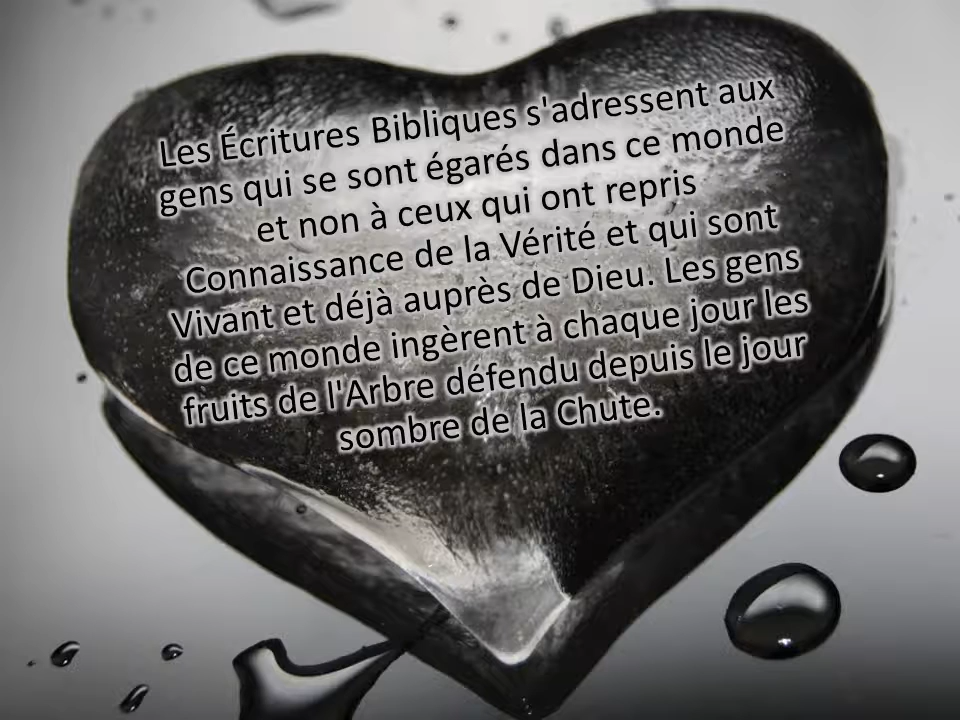 Les Écritures Bibliques s'adressent aux
gens qui se sont égarés dans ce monde
et non à ceux qui ont repris
Connaissance de la Vérité et qui sont
Vivant et déjà auprès de Dieu. Les gens
de ce monde ingèrent à chaque jour les
fruits de l'Arbre défendu depuis le jour
sombre de la Chute.